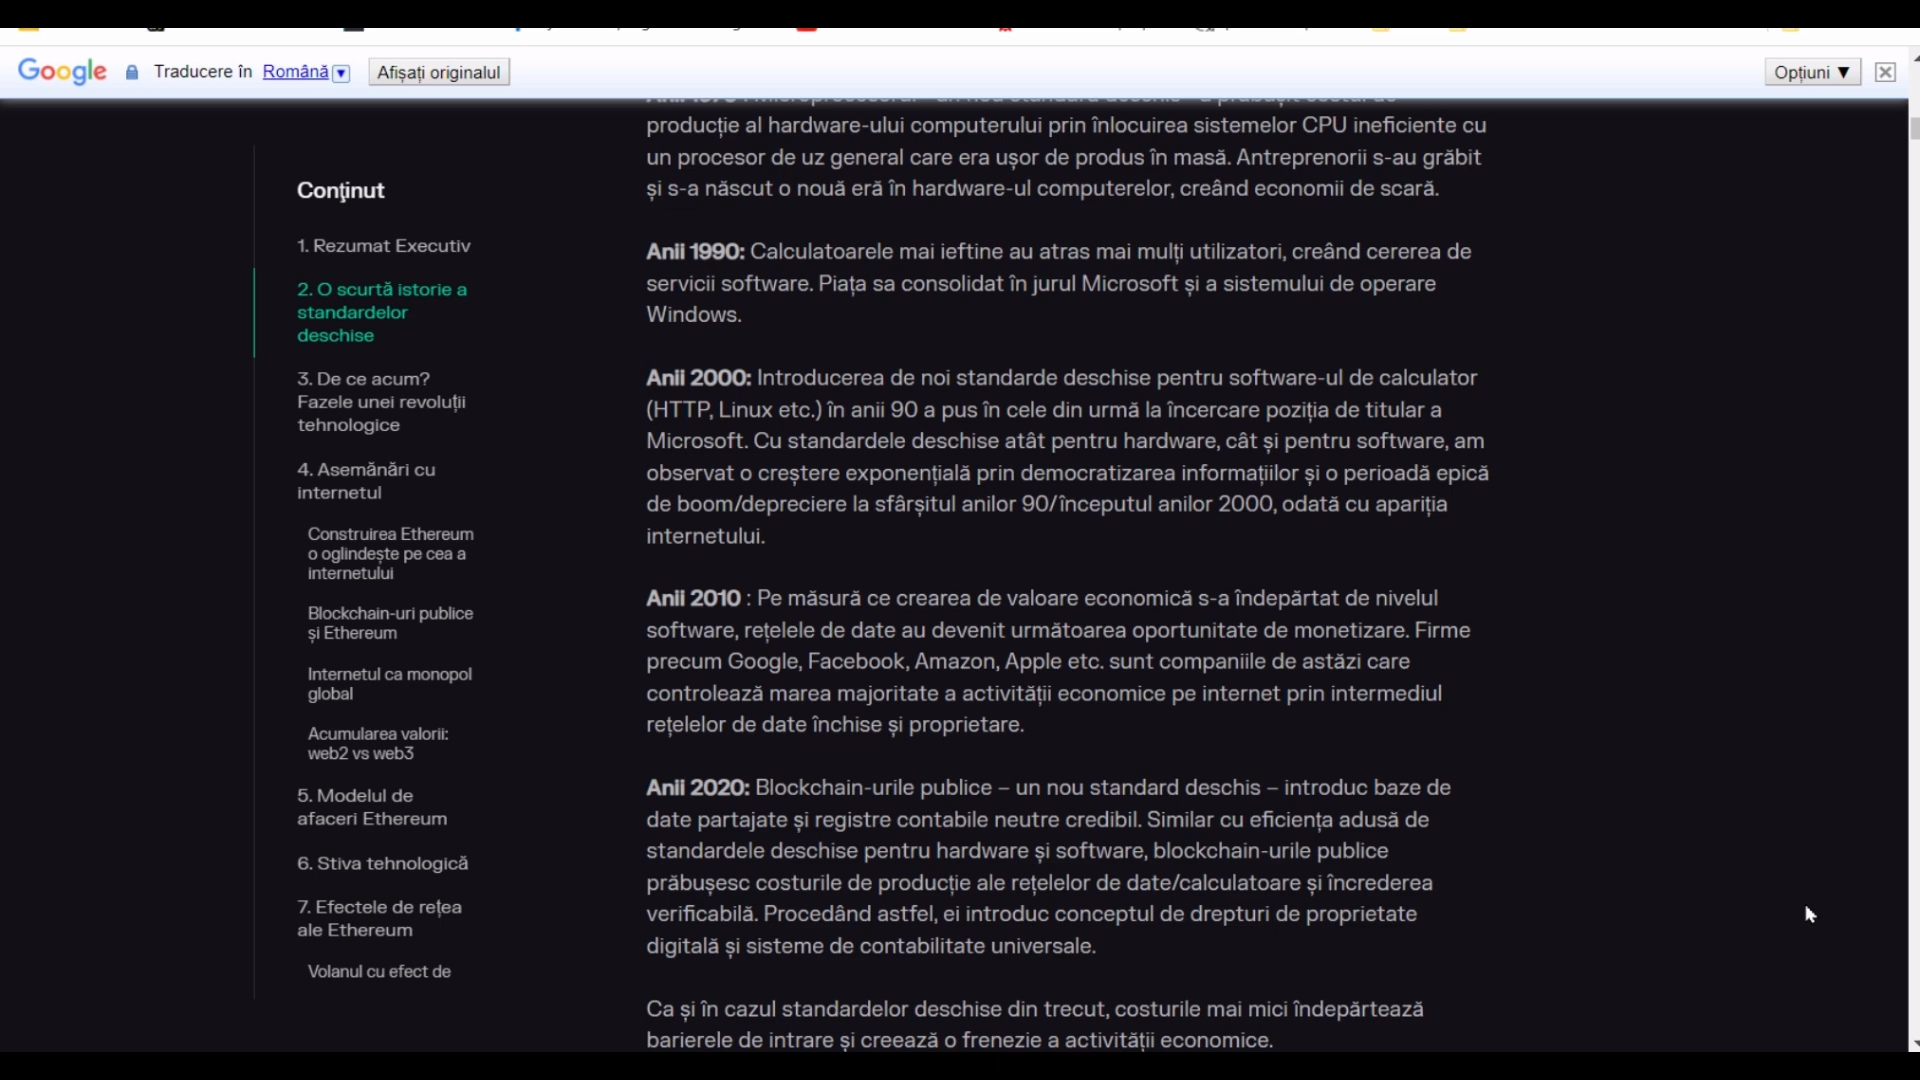 Google Traducere în Română Afișați originalul Opțiuni ▼
Conţinut
1. Rezumat Executiv
2. O scurtă istorie a
standardelor
deschise
3. De ce acum?
Fazele unei revoluții
tehnologice
4. Asemănări cu
internetul
Construirea Ethereum
o oglindește pe cea a
internetului
Blockchain-uri publice
și Ethereum
Internetul ca monopol
global
Acumularea valorii:
web2 vs web3
5. Modelul de
afaceri Ethereum
6. Stiva tehnologică
7. Efectele de rețea
ale Ethereum
Volanul cu efect de
producție al hardware-ului computerului prin înlocuirea sistemelor CPU ineficiente cu
un procesor de uz general care era ușor de produs în masă. Antreprenorii s-au grăbit
și s-a născut o nouă eră în hardware-ul computerelor, creând economii de scară.
Anii 1990: Calculatoarele mai ieftine au atras mai mulți utilizatori, creând cererea de
servicii software. Piața sa consolidat în jurul Microsoft și a sistemului de operare
Windows.
Anii 2000: Introducerea de noi standarde deschise pentru software-ul de calculator
(HTTP, Linux etc.) în anii 90 a pus în cele din urmă la încercare poziția de titular a
Microsoft. Cu standardele deschise atât pentru hardware, cât și pentru software, am
observat o creștere exponențială prin democratizarea informațiilor și o perioadă epică
de boom/depreciere la sfârșitul anilor 90/începutul anilor 2000, odată cu apariția
internetului.
Anii 2010 : Pe măsură ce crearea de valoare economică s-a îndepărtat de nivelul
software, rețelele de date au devenit următoarea oportunitate de monetizare. Firme
precum Google, Facebook, Amazon, Apple etc. sunt companiile de astăzi care
controlează marea majoritate a activității economice pe internet prin intermediul
rețelelor de date închise și proprietare.
Anii 2020: Blockchain-urile publice – un nou standard deschis – introduc baze de
date partajate și registre contabile neutre credibil. Similar cu eficiența adusă de
standardele deschise pentru hardware și software, blockchain-urile publice
prăbușesc costurile de producție ale rețelelor de date/calculatoare și încrederea
verificabilă. Procedând astfel, ei introduc conceptul de drepturi de proprietate
digitală și sisteme de contabilitate universale.
Ca și în cazul standardelor deschise din trecut, costurile mai mici îndepărtează
barierele de intrare și creează o frenezie a activității economice.